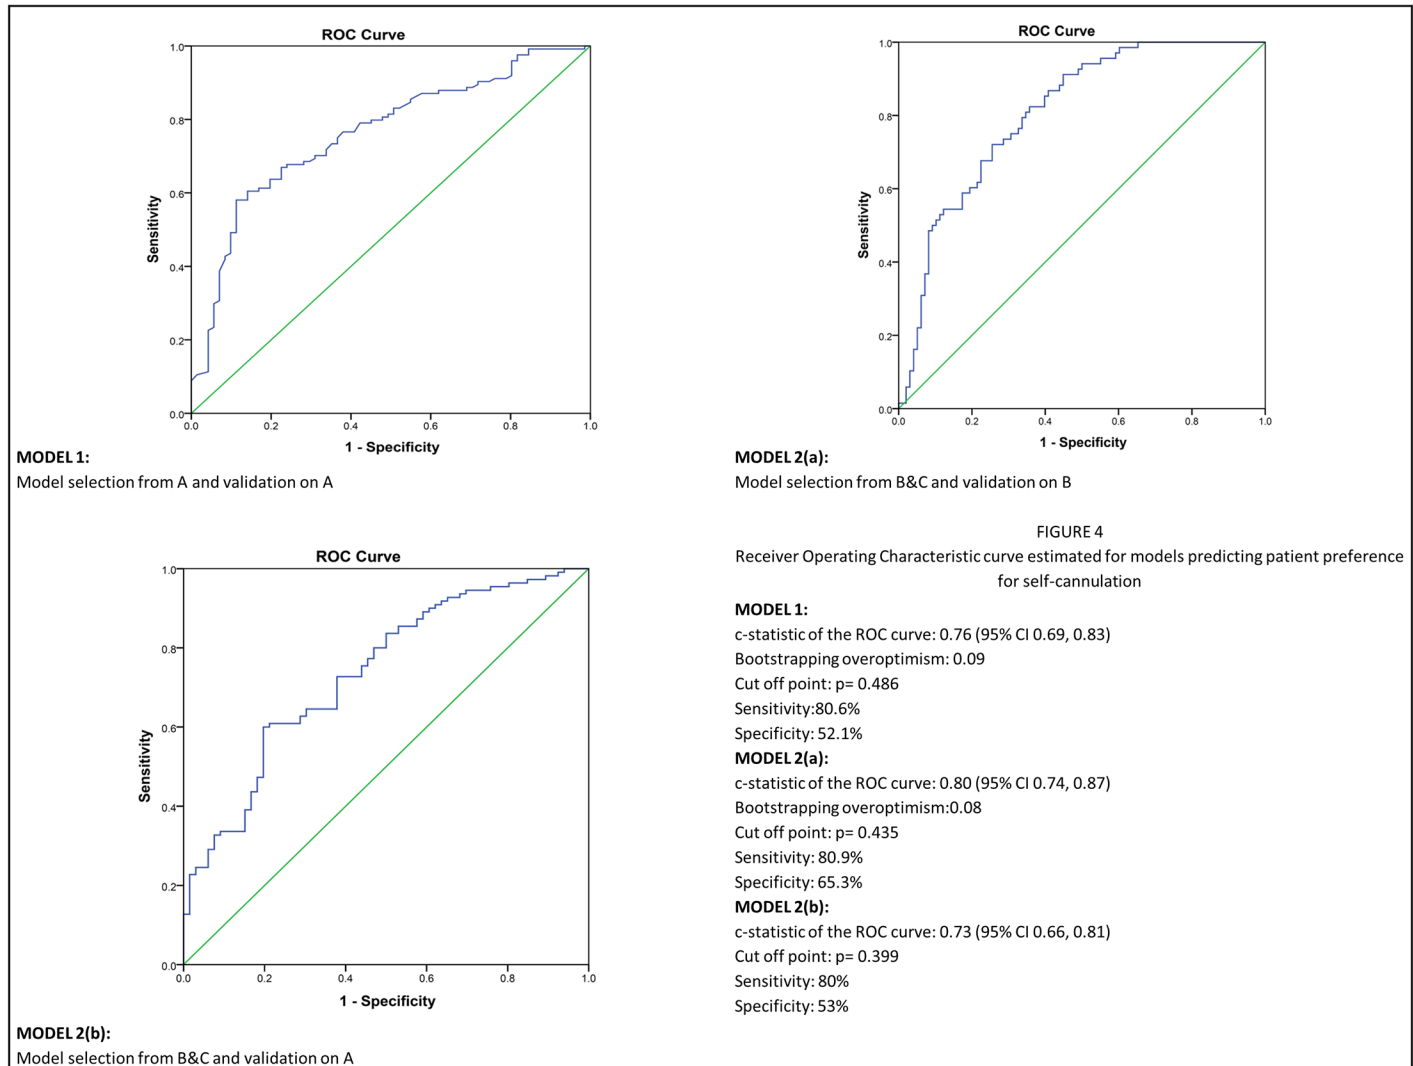 ROC Curve
1.0
0.8
0.6
0.4
0.2
0.0
Sensitivity
0.0 0.2 0.4 0.6 0.8 1.0
1 - Specificity
MODEL 1:
Model selection from A and validation on A
ROC Curve
1.0
0.8
0.6
0.4
0.2
0.0
Sensitivity
0.0 0.2 0.4 0.6 0.8 1.0
1 - Specificity
MODEL 2(a):
Model selection from B&C and validation on B
ROC Curve
1.0
0.8
0.6
0.4
0.2
0.0
Sensitivity
0.0 0.2 0.4 0.6 0.8 1.0
1 - Specificity
MODEL 2(b):
Model selection from B&C and validation on A
FIGURE 4
Receiver Operating Characteristic curve estimated for models predicting patient preference
for self-cannulation
MODEL 1:
c-statistic of the ROC curve: 0.76 (95% CI 0.69, 0.83)
Bootstrapping overoptimism: 0.09
Cut off point: p= 0.486
Sensitivity:80.6%
Specificity: 52.1%
MODEL 2(a):
c-statistic of the ROC curve: 0.80 (95% CI 0.74, 0.87)
Bootstrapping overoptimism:0.08
Cut off point: p= 0.435
Sensitivity: 80.9%
Specificity: 65.3%
MODEL 2(b):
c-statistic of the ROC curve: 0.73 (95% CI 0.66, 0.81)
Cut off point: p= 0.399
Sensitivity: 80%
Specificity: 53%